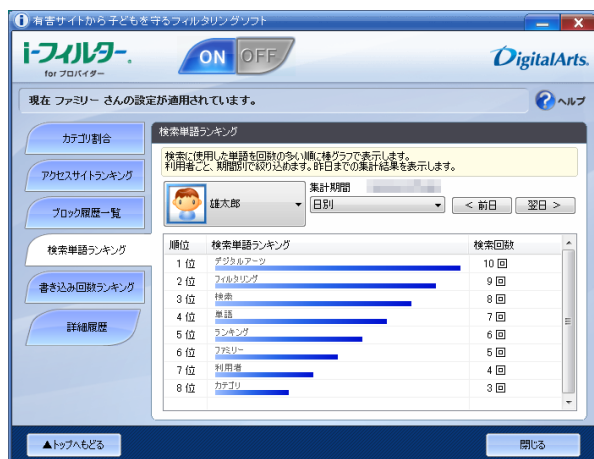 有害サイトから子どもを守るフィルタリングソフト
i-フィルター.
for プロバイダー
ON OFF
DigitalArts.
現在 ファミリー さんの設定が適用されています。
ヘルプ
カテゴリ割合
アクセスサイトランキング
ブロック履歴一覧
検索単語ランキング
書き込み回数ランキング
詳細履歴
検索単語ランキング
検索に使用した単語を回数の多い順に棒グラフで表示します。
利用者ごと、期間別で絞り込めます。昨日までの集計結果を表示します。
雄太郎
集計期間
日別
< 前日
翌日 >
順位 検索単語ランキング 検索回数
1 位 デジタルアーツ 10 回
2 位 フィルタリング 9 回
3 位 検索 8 回
4 位 単語 7 回
5 位 ランキング 6 回
6 位 ファミリー 5 回
7 位 利用者 4 回
8 位 カテゴリ 3 回
▲トップへもどる
閉じる